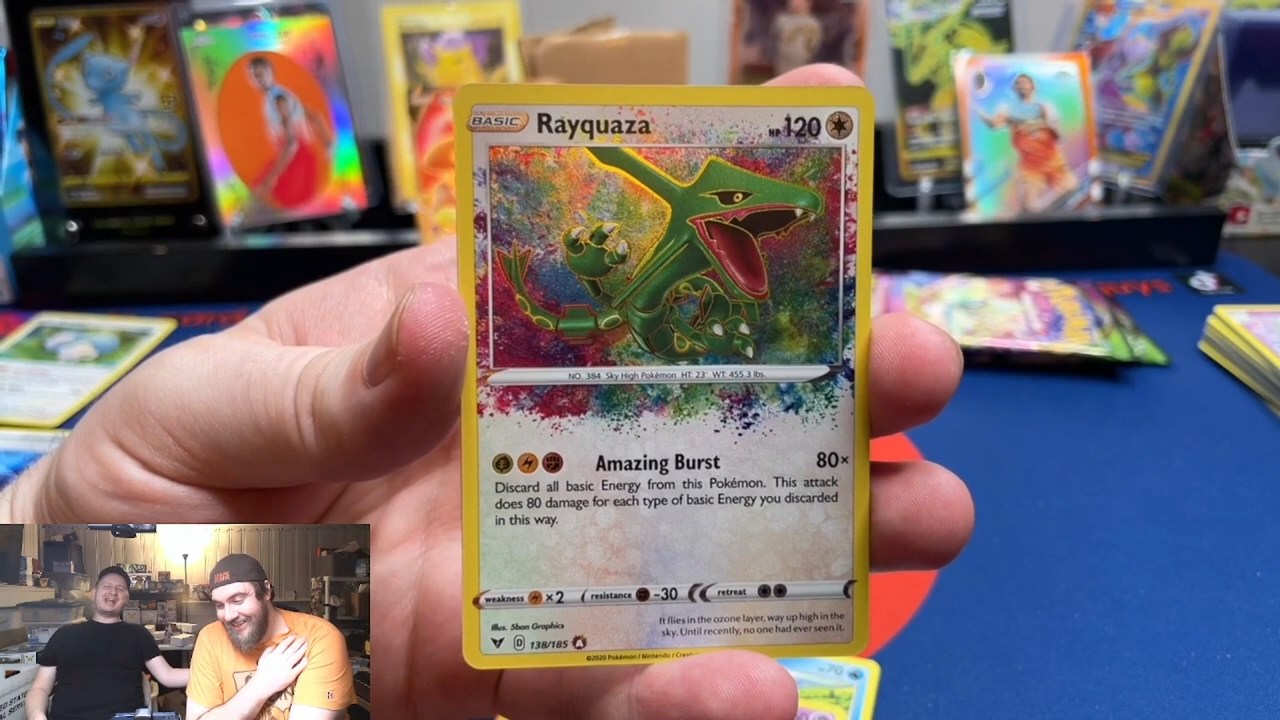 BASIC Rayquaza HP 120
NO. 384 Sky High Pokémon HT: 23' WT: 455.3 lbs.
Amazing Burst 80×
Discard all basic Energy from this Pokémon. This attack
does 80 damage for each type of basic Energy you discarded
in this way.
weakness ×2 resistance -30 retreat
Illus. 5ban Graphics
It flies in the ozone layer, way up high in the
sky. Until recently, no one had ever seen it.
D 138/185 A
©2020 Pokémon / Nintendo /
-70